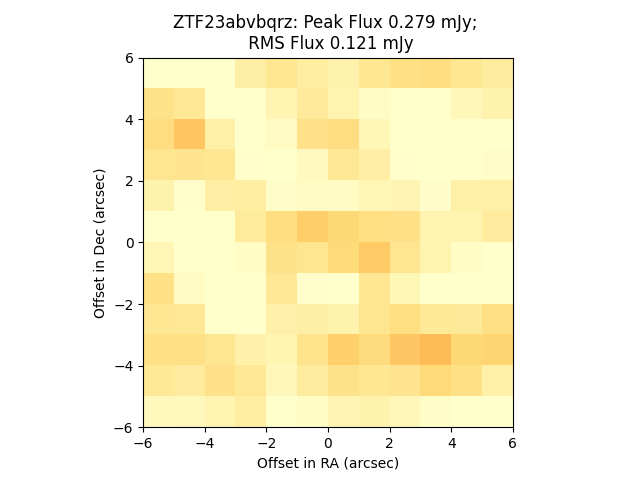 ZTF23abvbqrz: Peak Flux 0.279 mJy;
RMS Flux 0.121 mJy
6
4
2
0
−2
−4
−6
Offset in Dec (arcsec)
−6 −4 −2 0 2 4 6
Offset in RA (arcsec)